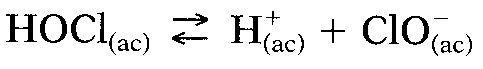 HOCl(ac) ⇄ H⁺(ac) + ClO⁻(ac)